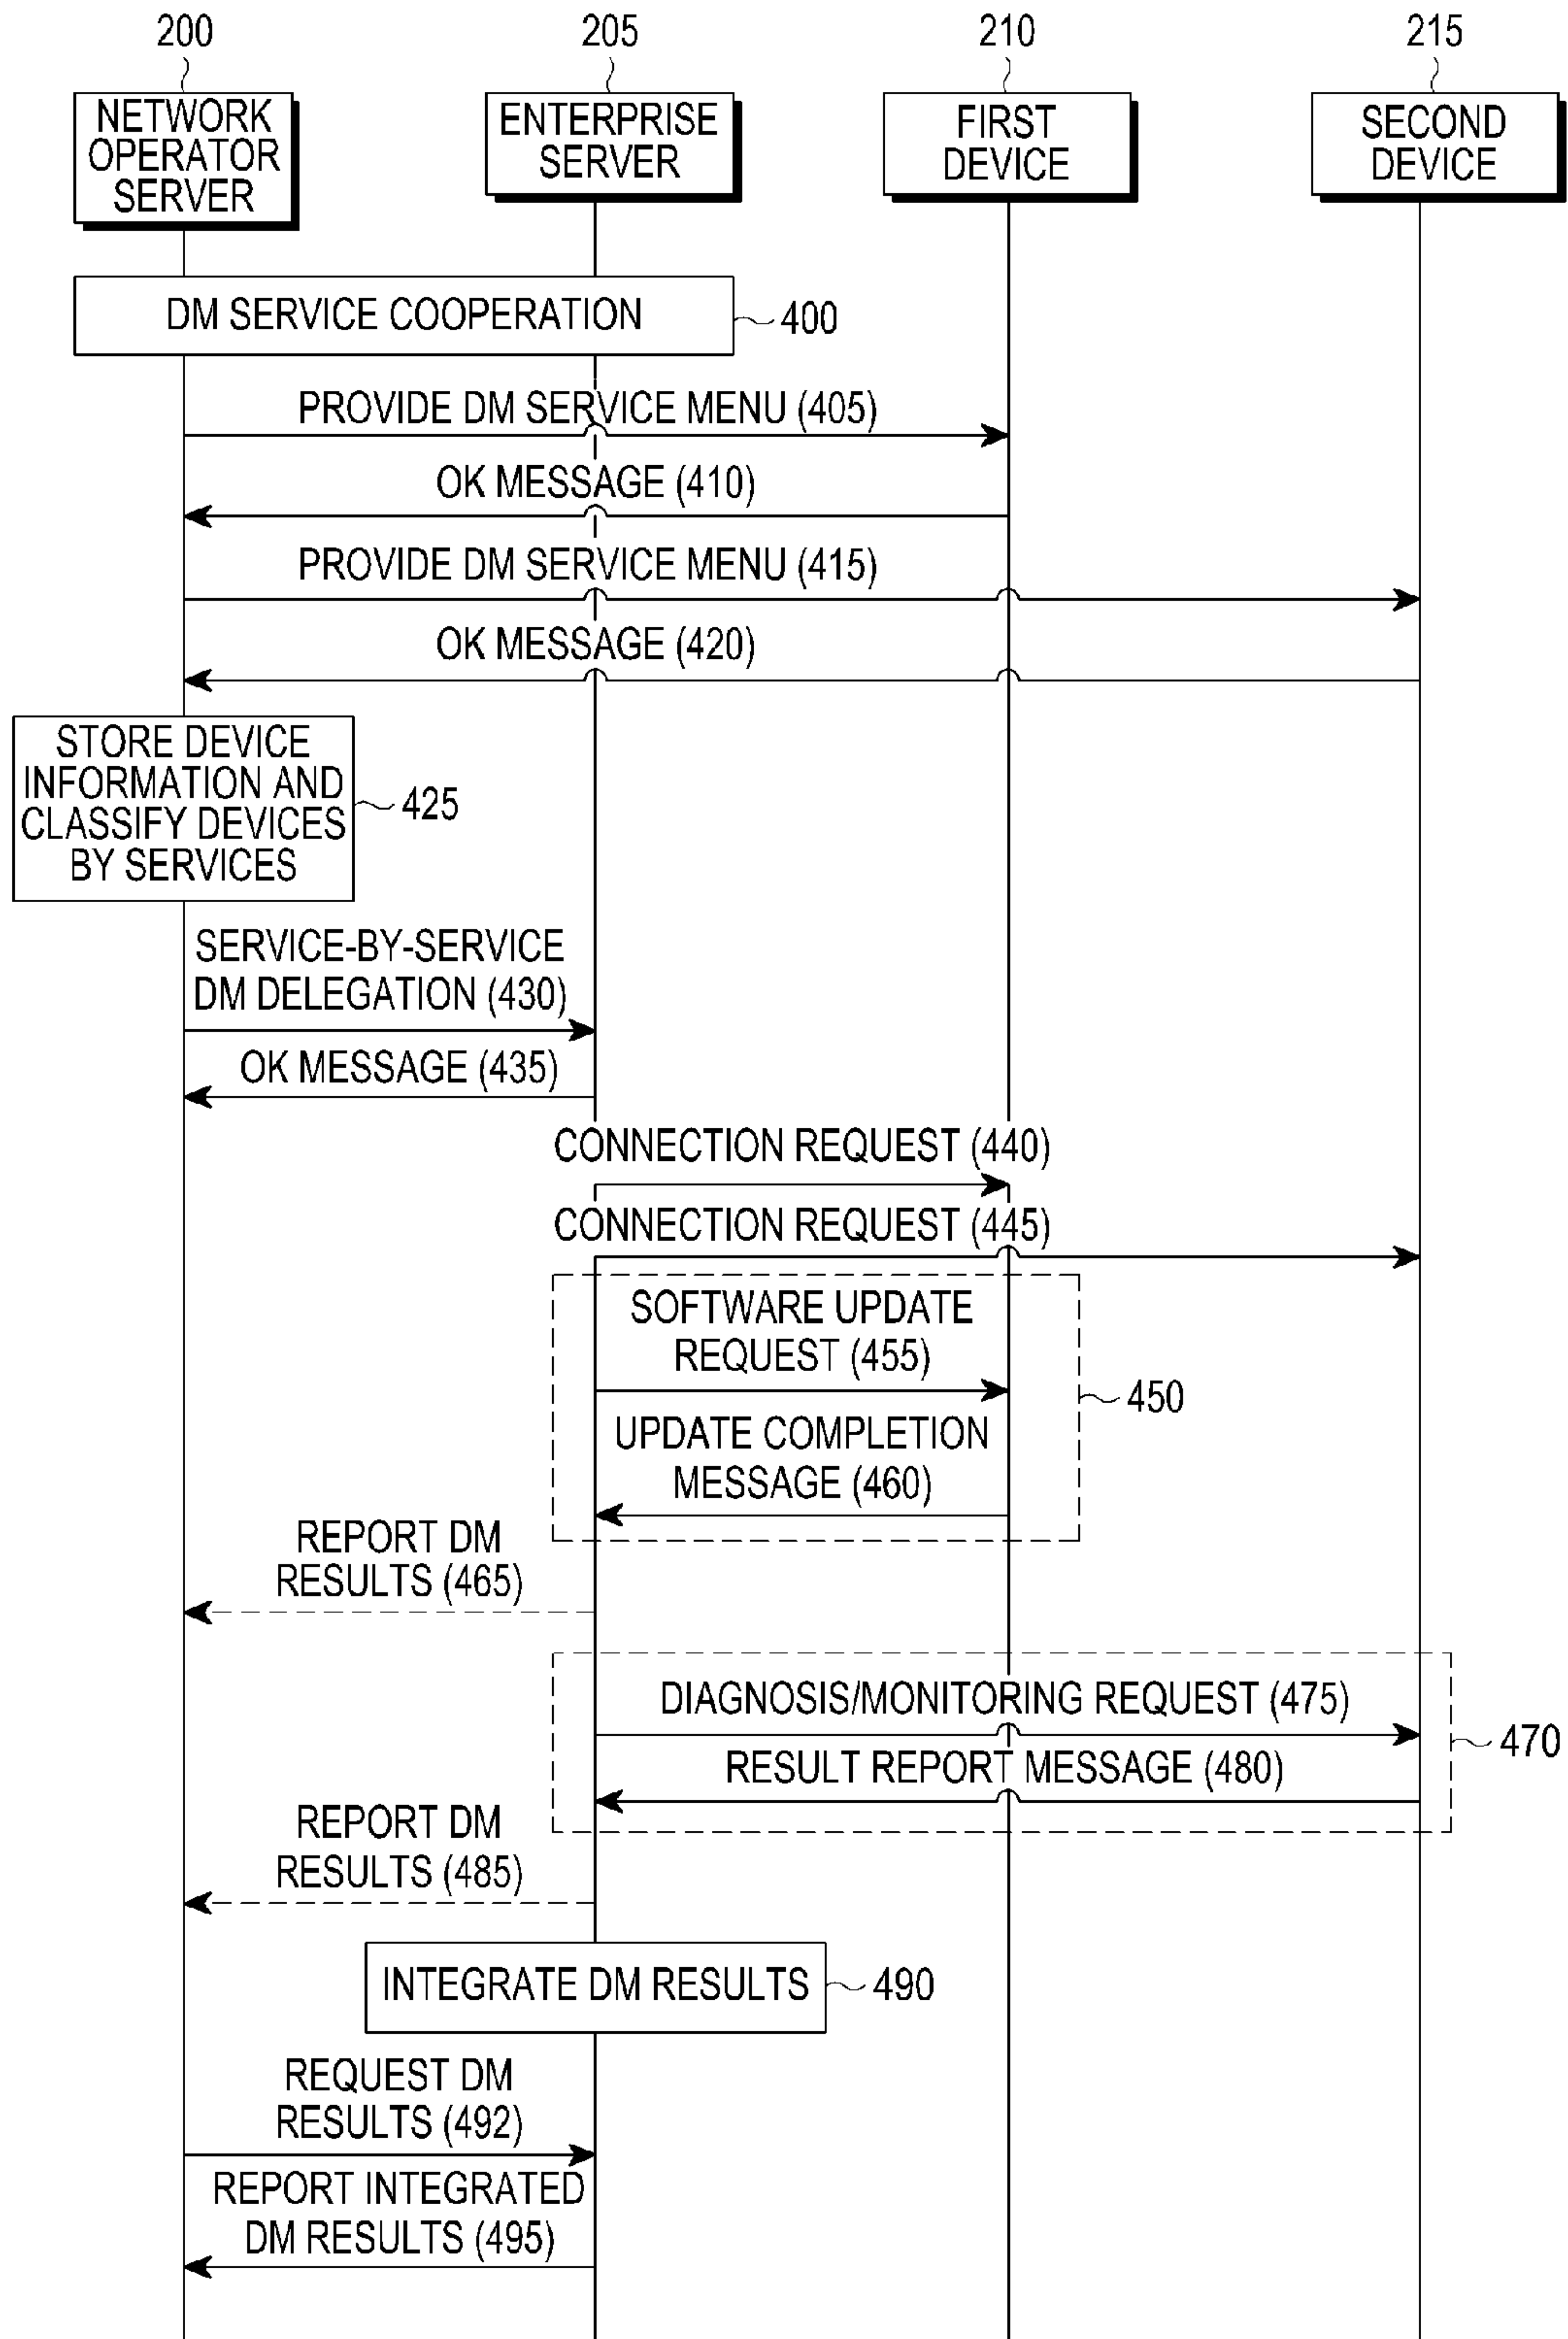 200
205
210
215
NETWORK
OPERATOR
SERVER
ENTERPRISE
SERVER
FIRST
DEVICE
SECOND
DEVICE
DM SERVICE COOPERATION
400
PROVIDE DM SERVICE MENU (405)
OK MESSAGE (410)
PROVIDE DM SERVICE MENU (415)
OK MESSAGE (420)
STORE DEVICE
INFORMATION AND
CLASSIFY DEVICES
BY SERVICES
425
SERVICE-BY-SERVICE
DM DELEGATION (430)
OK MESSAGE (435)
CONNECTION REQUEST (440)
CONNECTION REQUEST (445)
SOFTWARE UPDATE
REQUEST (455)
450
UPDATE COMPLETION
MESSAGE (460)
REPORT DM
RESULTS (465)
DIAGNOSIS/MONITORING REQUEST (475)
470
RESULT REPORT MESSAGE (480)
REPORT DM
RESULTS (485)
INTEGRATE DM RESULTS
490
REQUEST DM
RESULTS (492)
REPORT INTEGRATED
DM RESULTS (495)